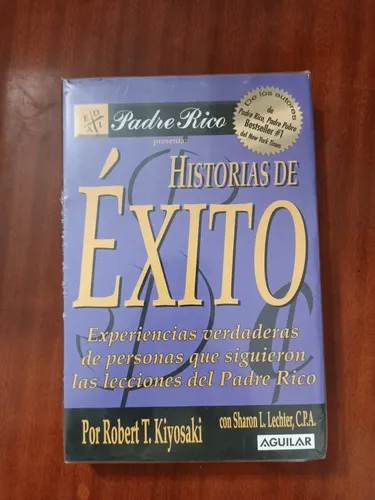 E D
A I
Padre Rico
presenta:
De los autores
de
Padre Rico, Padre Pobre
Bestseller #1
del New York Times
HISTORIAS DE
ÉXITO
Experiencias verdaderas
de personas que siguieron
las lecciones del Padre Rico
Por Robert T. Kiyosaki
con Sharon L. Lechter, C.P.A.
AGUILAR